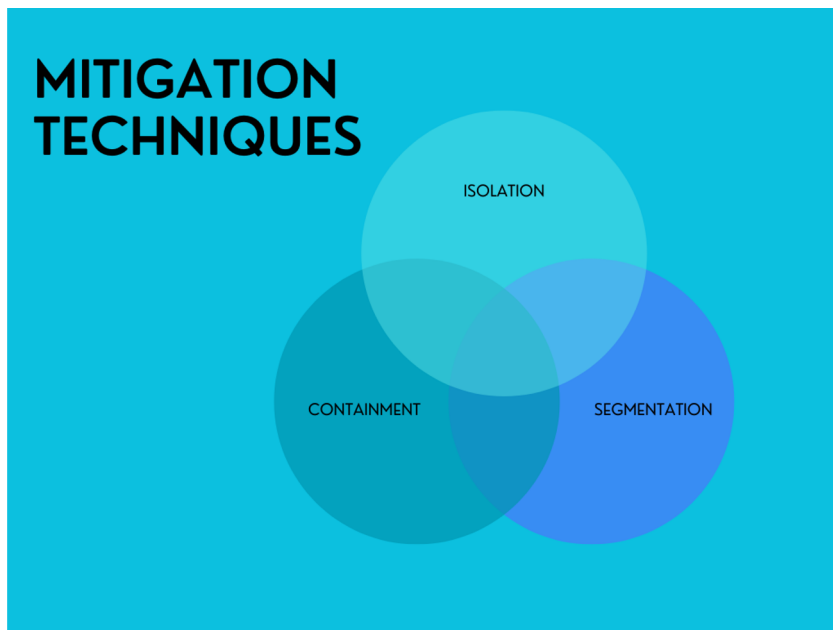 MITIGATION
TECHNIQUES
ISOLATION
CONTAINMENT
SEGMENTATION